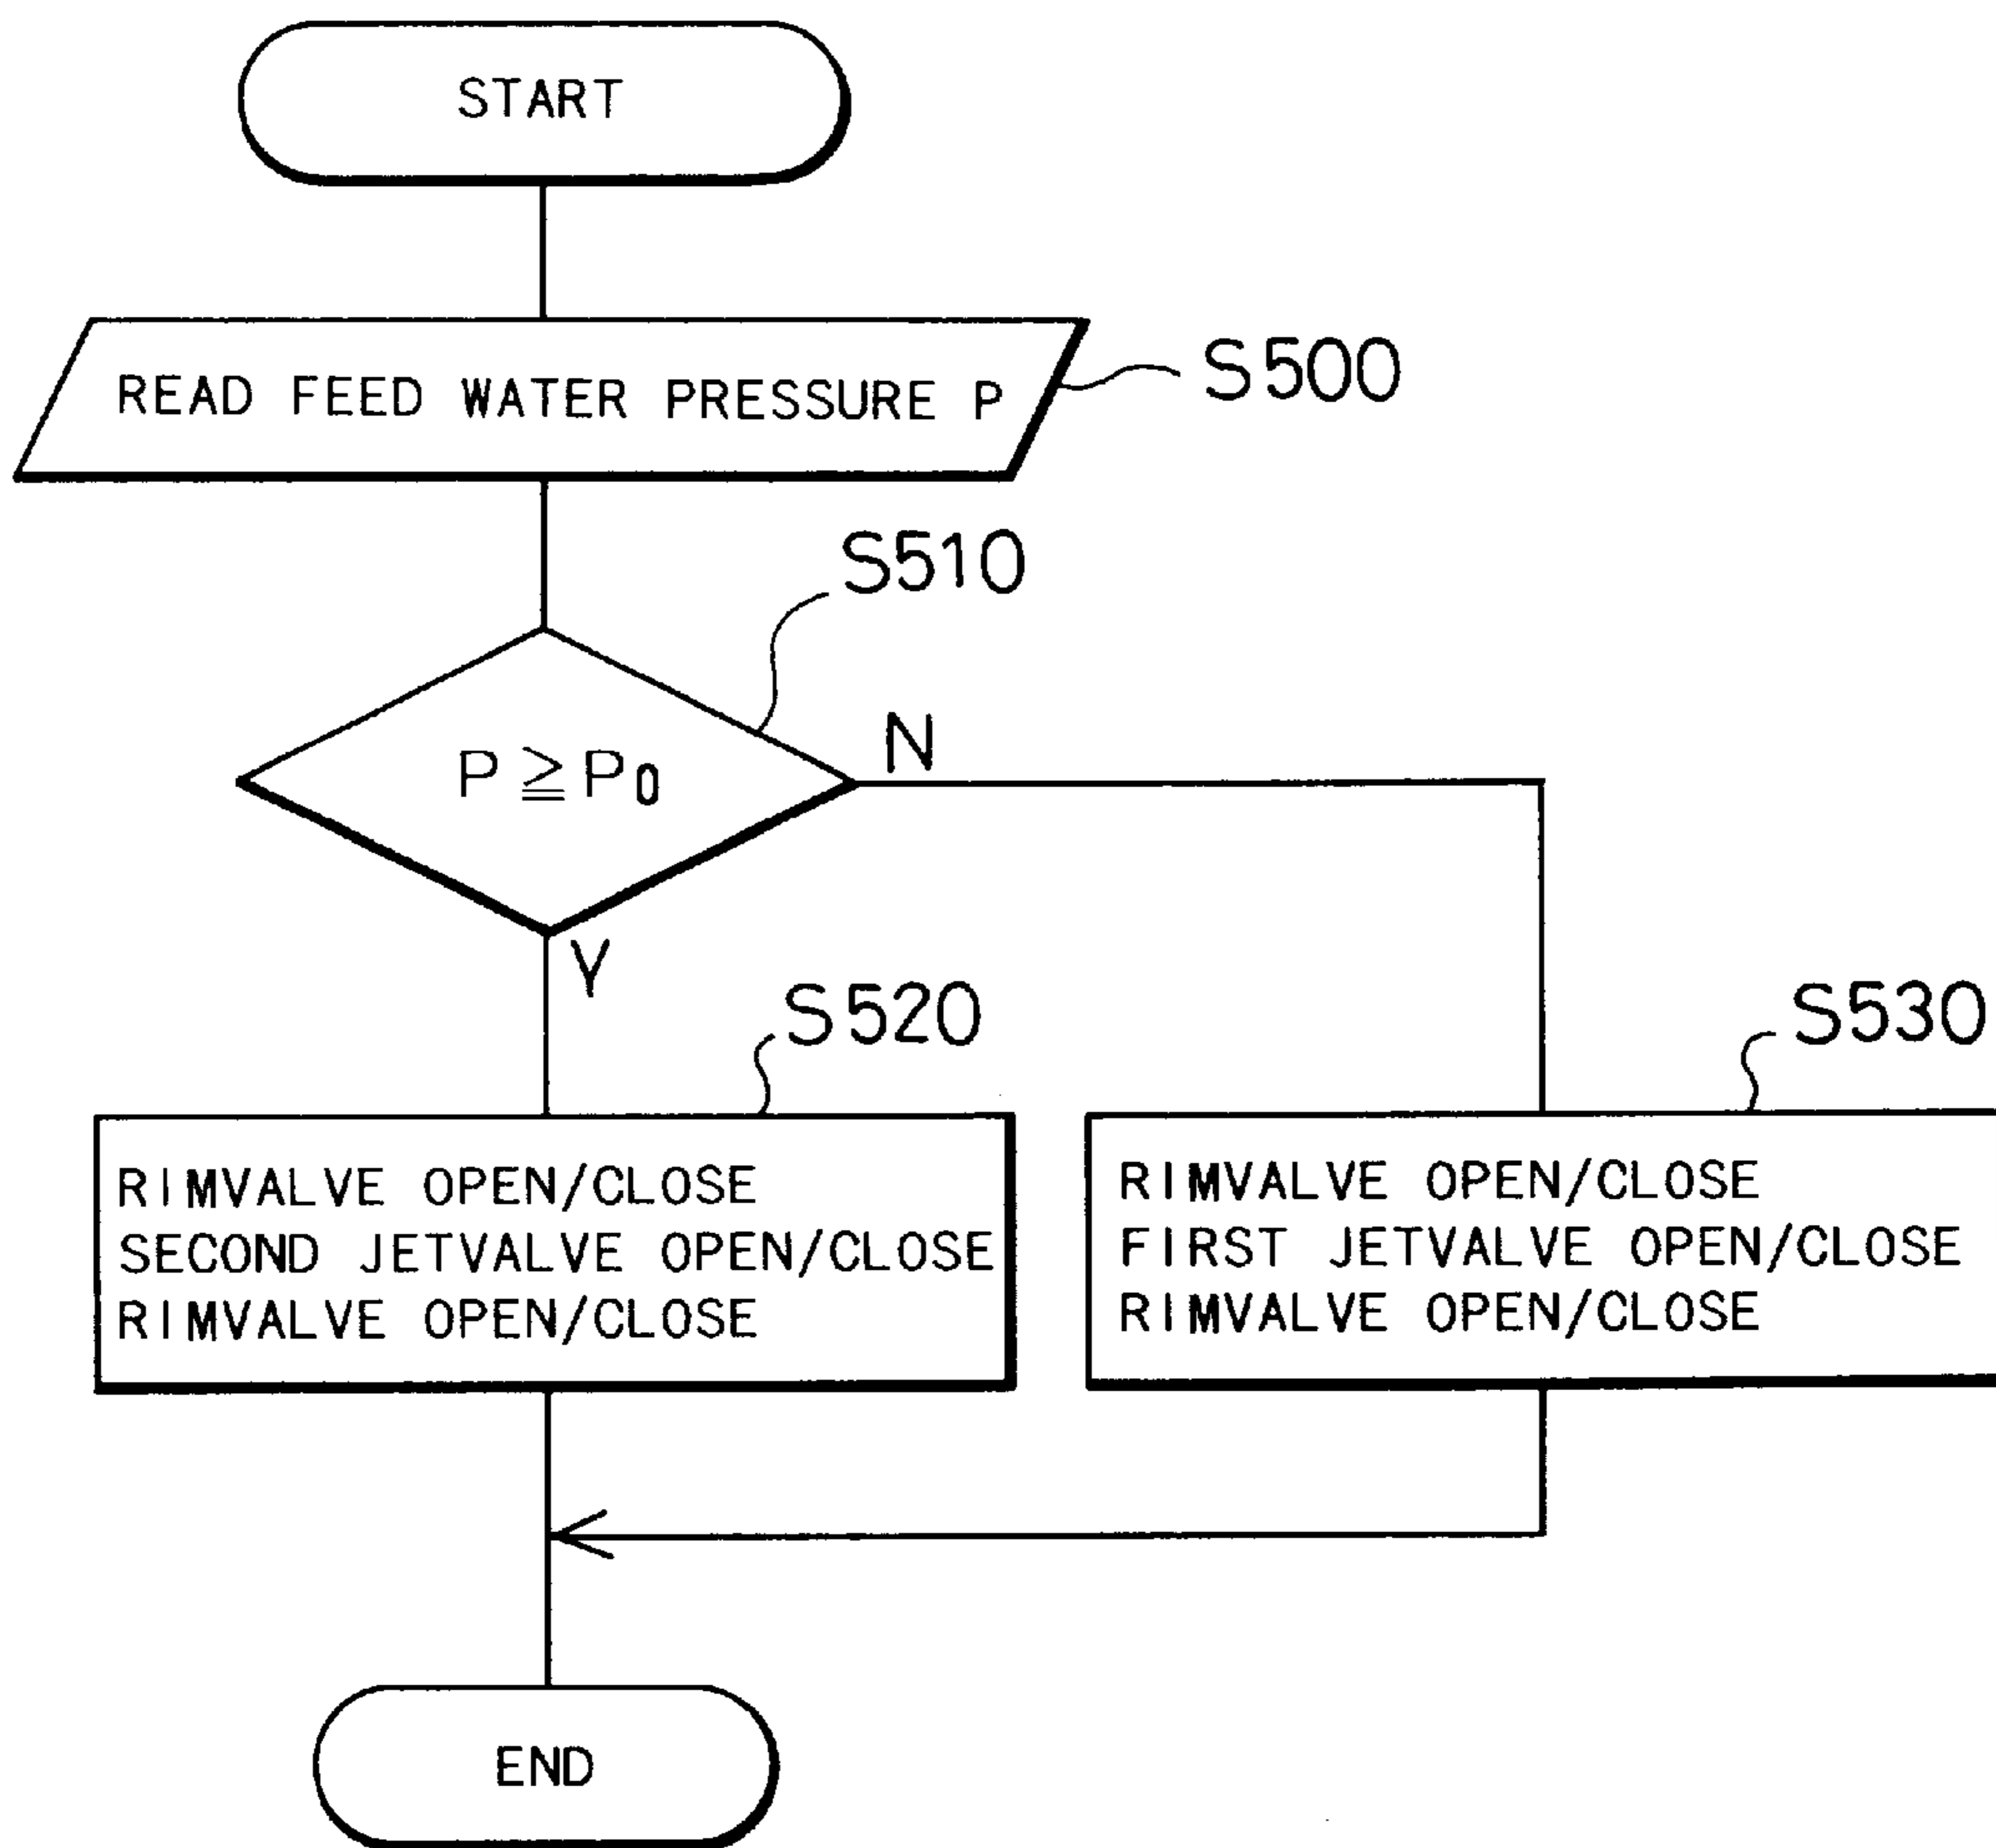 START
READ FEED WATER PRESSURE P
S500
S510
P ≧ P0
N
Y
S520
RIMVALVE OPEN/CLOSE
SECOND JETVALVE OPEN/CLOSE
RIMVALVE OPEN/CLOSE
S530
RIMVALVE OPEN/CLOSE
FIRST JETVALVE OPEN/CLOSE
RIMVALVE OPEN/CLOSE
END